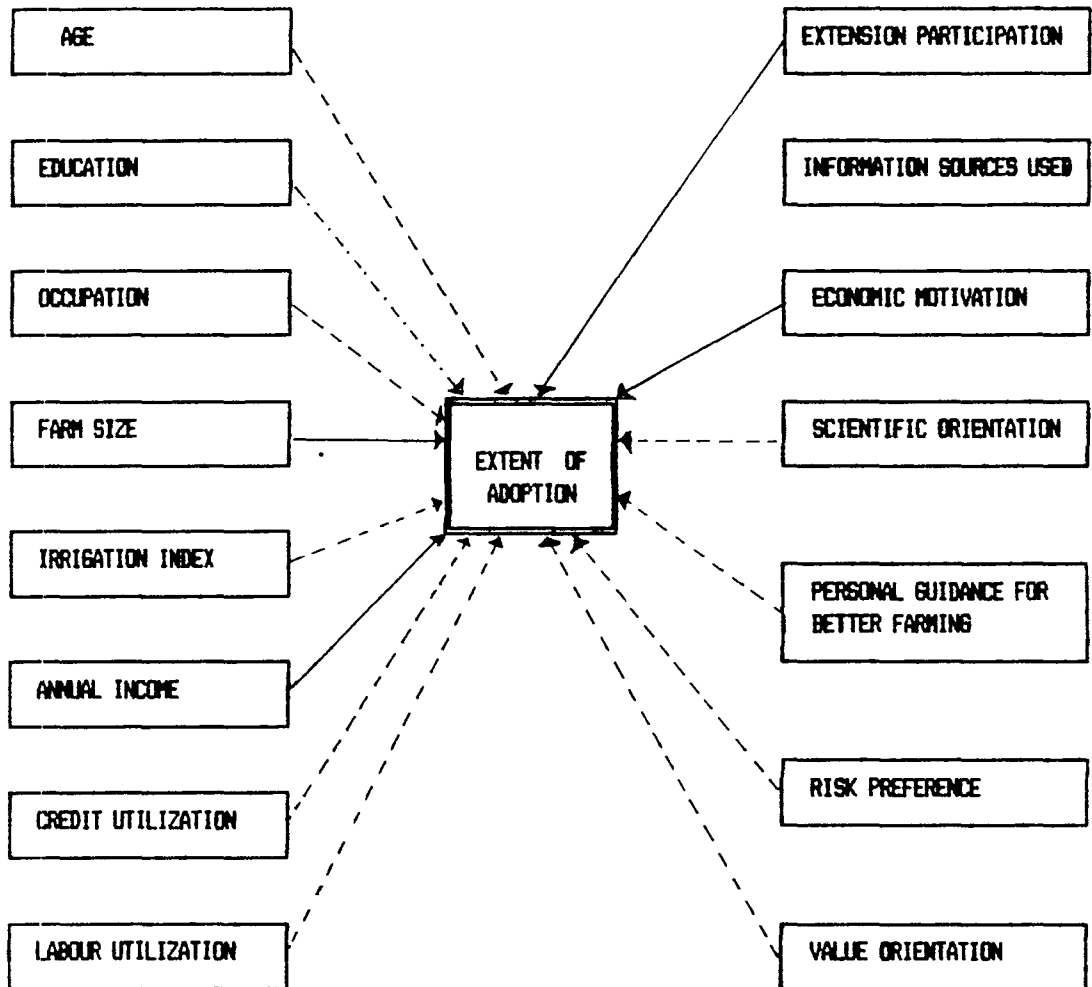 AGE
EDUCATION
OCCUPATION
FARM SIZE
IRRIGATION INDEX
ANNUAL INCOME
CREDIT UTILIZATION
LABOUR UTILIZATION
EXTENT OF
ADOPTION
EXTENSION PARTICIPATION
INFORMATION SOURCES USED
ECONOMIC MOTIVATION
SCIENTIFIC ORIENTATION
PERSONAL GUIDANCE FOR
BETTER FARMING
RISK PREFERENCE
VALUE ORIENTATION